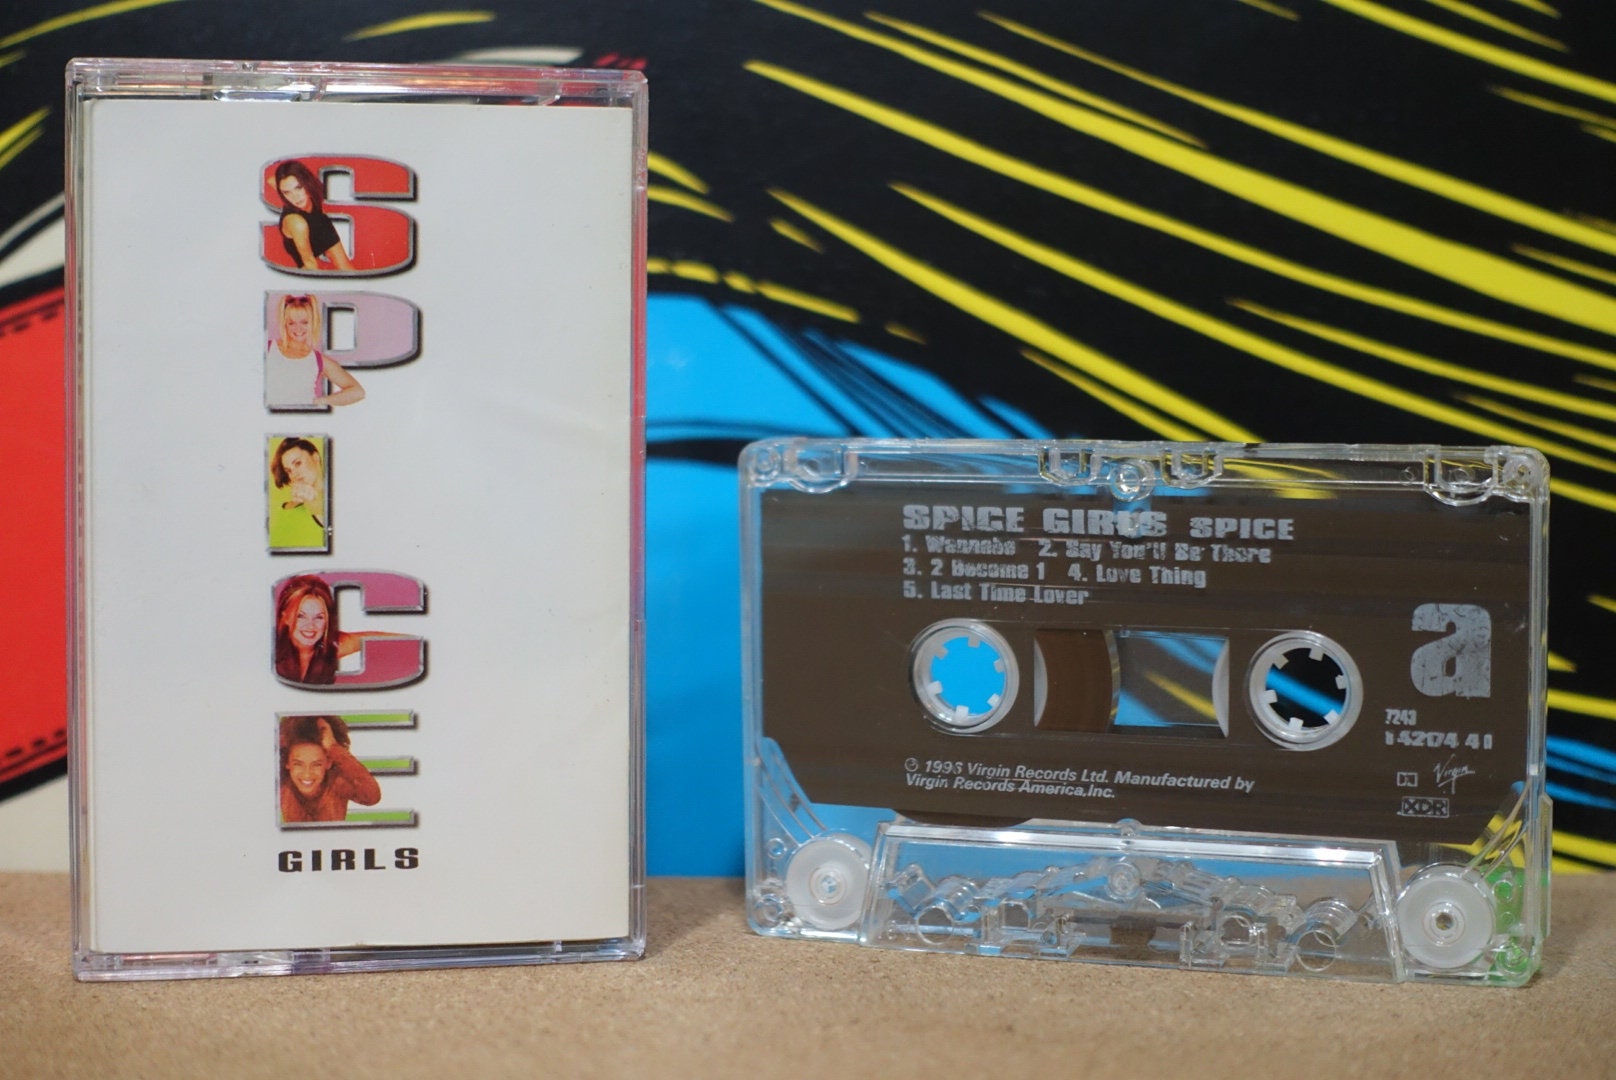 SPICE
GIRLS
SPICE GIRLS SPICE
1. Wannabe 2. Say You'll Be There
3. 2 Become 1 4. Love Thing
5. Last Time Lover
a
7243
8 42174 4 0
℗ 1996 Virgin Records Ltd. Manufactured by
Virgin Records America, Inc.
Virgin
XDR